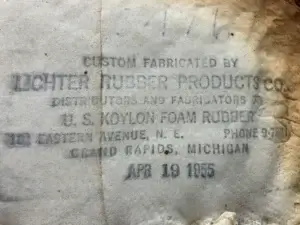 CUSTOM FABRICATED BY
LICHTER RUBBER PRODUCTS CO.
DISTRIBUTORS AND FABRICATORS
U. S. KOYLON FOAM RUBBER
EASTERN AVENUE, N. E. PHONE
GRAND RAPIDS, MICHIGAN
APR 19 1955